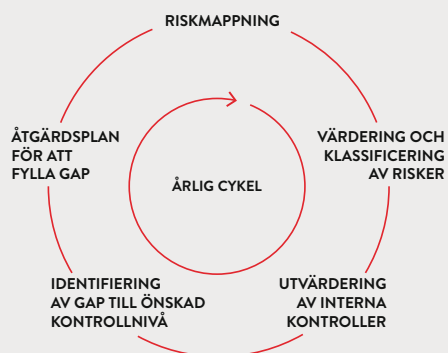 RISKMAPPNING
VÄRDERING OCH
KLASSIFICERING
AV RISKER
UTVÄRDERING
AV INTERNA
KONTROLLER
IDENTIFIERING
AV GAP TILL ÖNSKAD
KONTROLLNIVÅ
ÅTGÄRDSPLAN
FÖR ATT
FYLLA GAP
ÅRLIG CYKEL